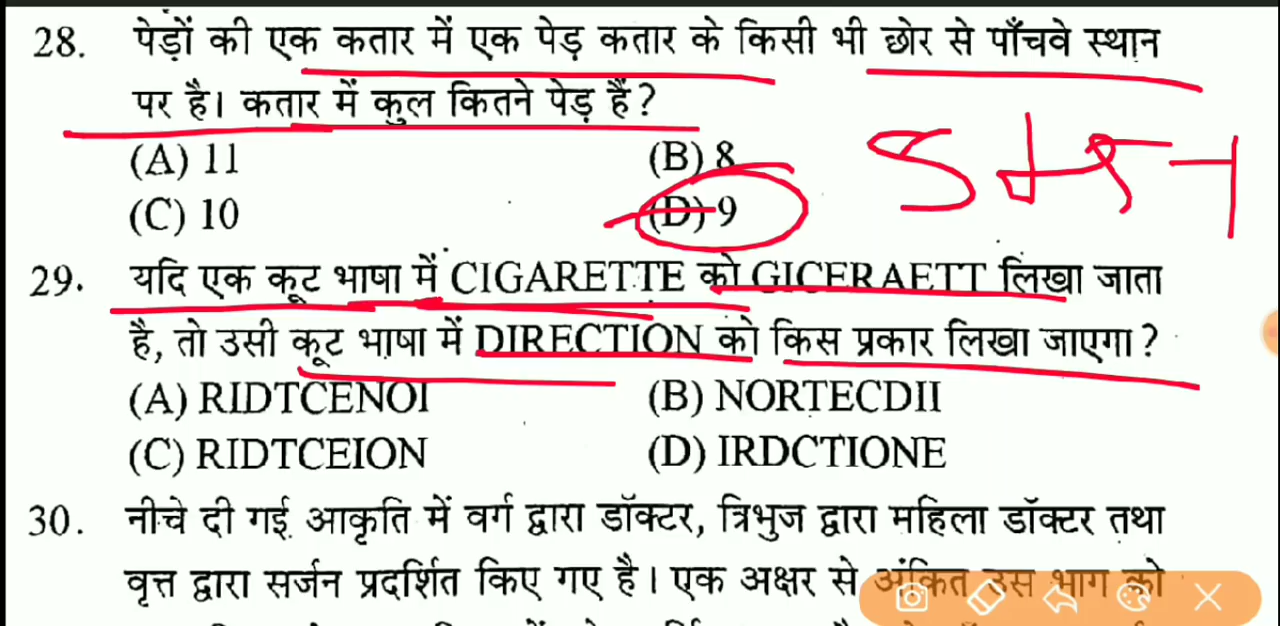 28. पेड़ों की एक कतार में एक पेड़ कतार के किसी भी छोर से पाँचवे स्थान
पर है। कतार में कुल कितने पेड़ हैं?
(A) 11 (B) 8
(C) 10 (D) 9
5+5-1
29. यदि एक कूट भाषा में CIGARETTE को GICERAETT लिखा जाता
है, तो उसी कूट भाषा में DIRECTION को किस प्रकार लिखा जाएगा?
(A) RIDTCENOI (B) NORTECDII
(C) RIDTCEION (D) IRDCTIONE
30. नीचे दी गई आकृति में वर्ग द्वारा डॉक्टर, त्रिभुज द्वारा महिला डॉक्टर तथा
वृत्त द्वारा सर्जन प्रदर्शित किए गए है। एक अक्षर से अंकित उस भाग को